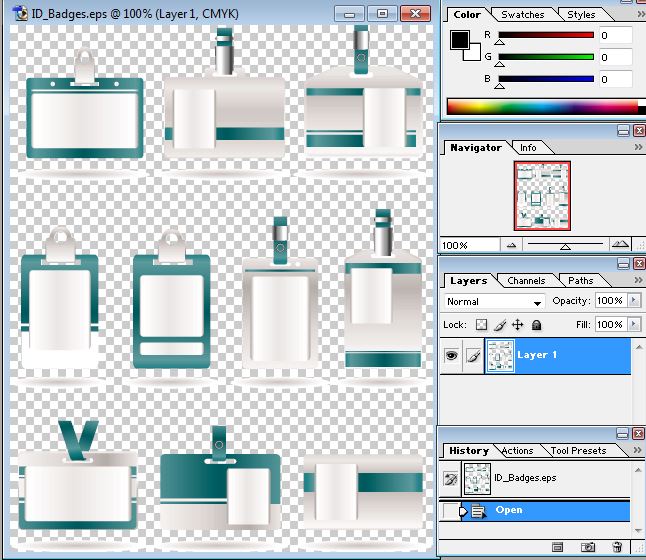 ID_Badges.eps @ 100% (Layer 1, CMYK)
Color Swatches Styles
R 0
G 0
B 0
Navigator Info
100%
Layers Channels Paths
Normal Opacity: 100%
Lock: Fill: 100%
Layer 1
History Actions Tool Presets
ID_Badges.eps
Open